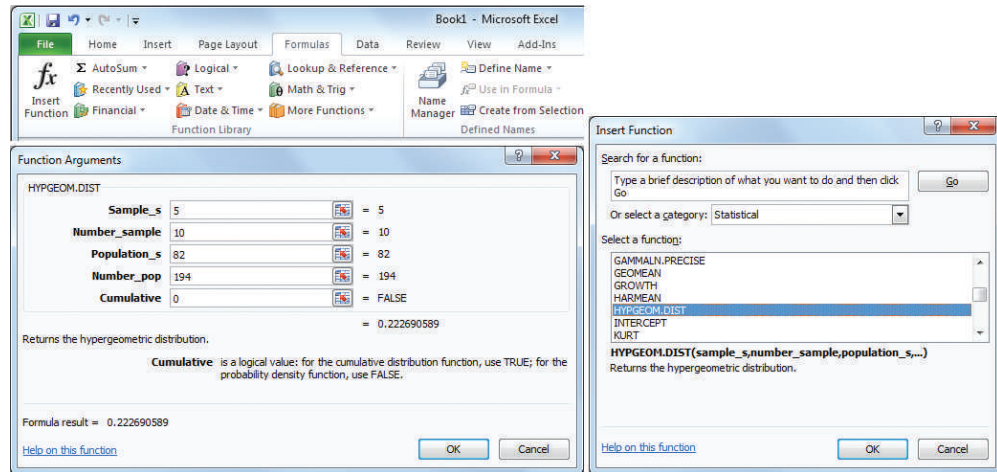 Book1 - Microsoft Excel
File Home Insert Page Layout Formulas Data Review View Add-Ins
fx
Insert Function
Σ AutoSum
Recently Used
Financial
Logical
Text
Date & Time
Lookup & Reference
Math & Trig
More Functions
Function Library
Name Manager
Define Name
Use in Formula
Create from Selection
Defined Names
Function Arguments
HYPGEOM.DIST
Sample_s 5 = 5
Number_sample 10 = 10
Population_s 82 = 82
Number_pop 194 = 194
Cumulative 0 = FALSE
= 0.222690589
Returns the hypergeometric distribution.
Cumulative is a logical value: for the cumulative distribution function, use TRUE; for the
probability density function, use FALSE.
Formula result = 0.222690589
Help on this function
OK Cancel
Insert Function
Search for a function:
Type a brief description of what you want to do and then click
Go
Go
Or select a category: Statistical
Select a function:
GAMMALN.PRECISE
GEOMEAN
GROWTH
HARMEAN
HYPGEOM.DIST
INTERCEPT
KURT
HYPGEOM.DIST(sample_s,number_sample,population_s,...)
Returns the hypergeometric distribution.
Help on this function
OK Cancel